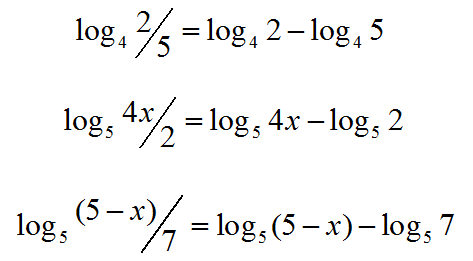 log₄ 2/5 = log₄ 2 − log₄ 5
log₅ 4x/2 = log₅ 4x − log₅ 2
log₅ (5 − x)/7 = log₅(5 − x) − log₅ 7